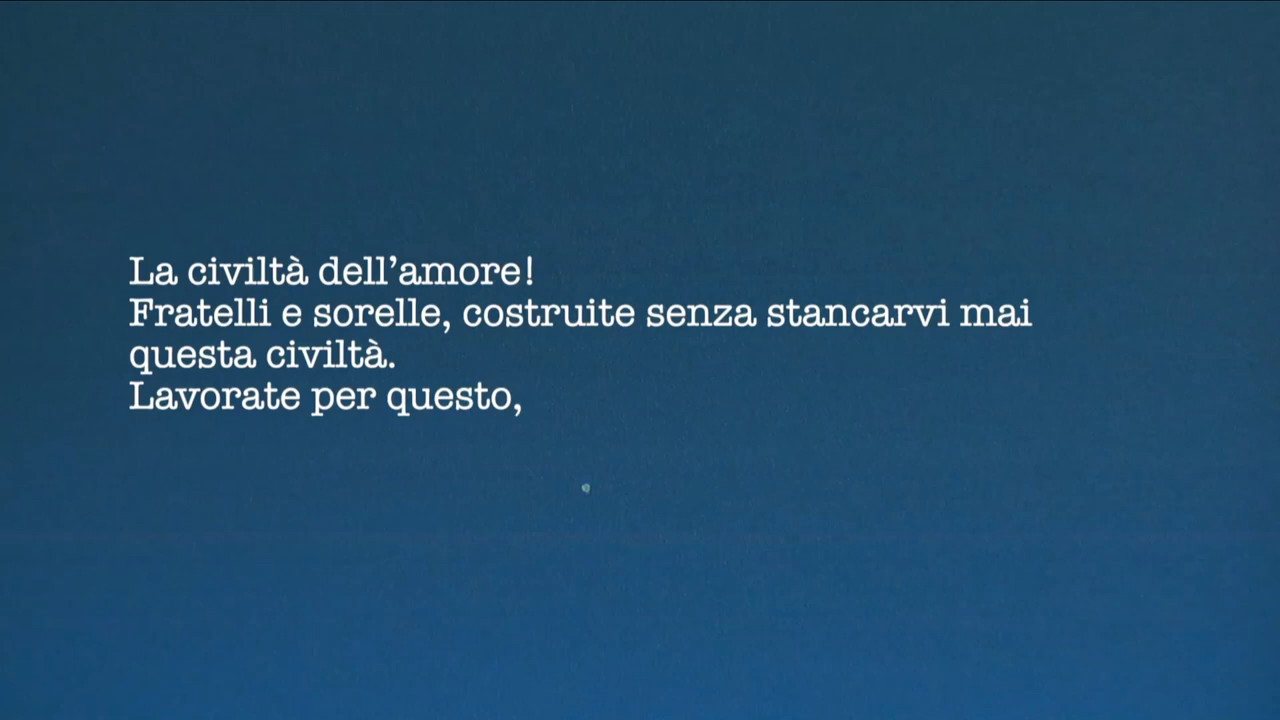 La civiltà dell’amore!
Fratelli e sorelle, costruite senza stancarvi mai
questa civiltà.
Lavorate per questo,